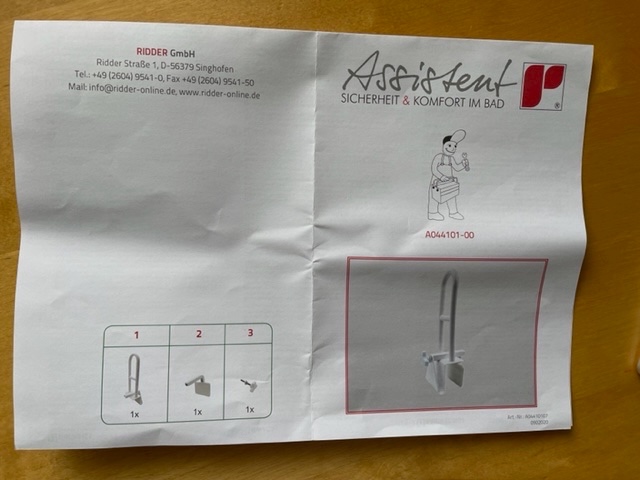 RIDDER GmbH
Ridder Straße 1, D-56379 Singhofen
Tel.: +49 (2604) 9541-0, Fax +49 (2604) 9541-50
Mail: info@ridder-online.de, www.ridder-online.de
1 2 3
1x 1x 1x
Assistent
SICHERHEIT & KOMFORT IM BAD
®
A044101-00
Art.-Nr.